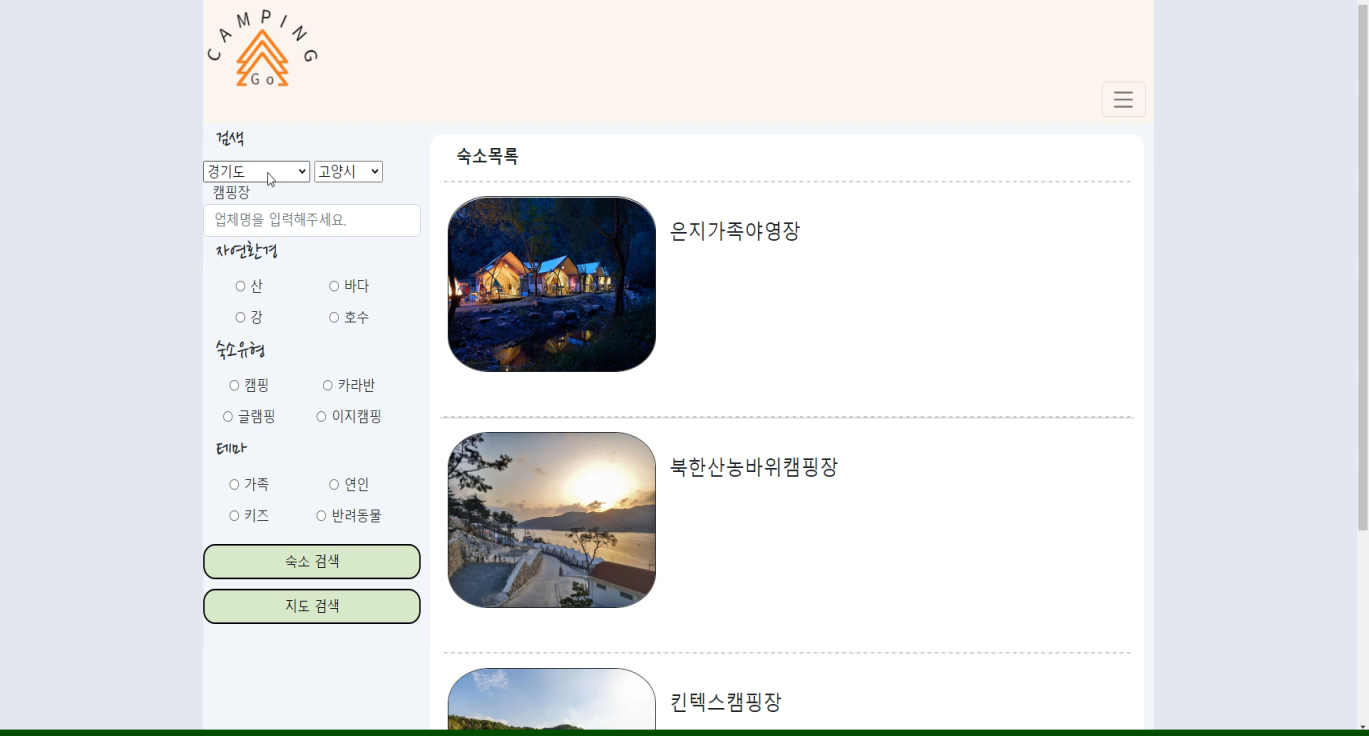 CAMPING
Go
검색
경기도 고양시
캠핑장
업체명을 입력해주세요.
자연환경
산 바다
강 호수
숙소유형
캠핑 카라반
글램핑 이지캠핑
테마
가족 연인
키즈 반려동물
숙소 검색
지도 검색
숙소목록
은지가족야영장
북한산농바위캠핑장
킨텍스캠핑장